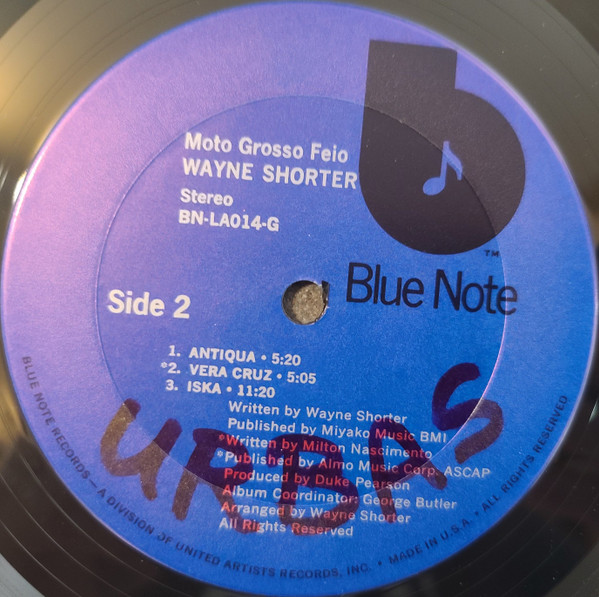 Moto Grosso Feio
WAYNE SHORTER
Stereo
BN-LA014-G
TM
Blue Note
Side 2
1. ANTIQUA • 5:20
°2. VERA CRUZ • 5:05
3. ISKA • 11:20
Written by Wayne Shorter
Published by Miyako Music BMI
°Written by Milton Nascimento
°Published by Almo Music Corp. ASCAP
Produced by Duke Pearson
Album Coordinator: George Butler
Arranged by Wayne Shorter
All Rights Reserved
URBAS
BLUE NOTE RECORDS — A DIVISION OF UNITED ARTISTS RECORDS, INC. • MADE IN U.S.A. • ALL RIGHTS RESERVED